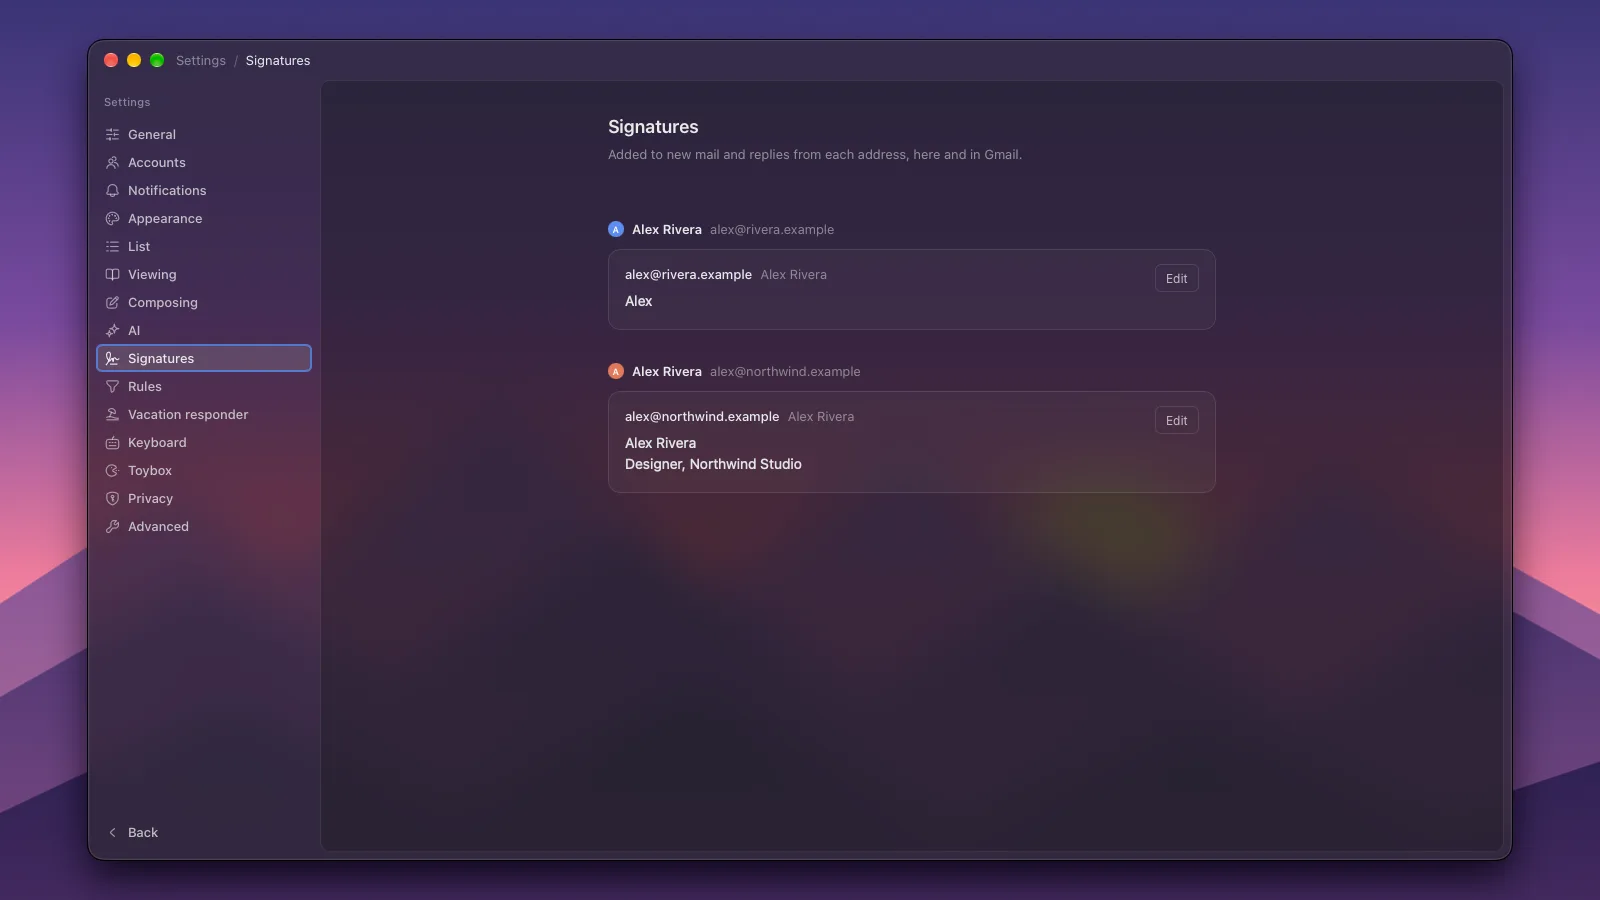 Settings / Signatures
Settings
General
Accounts
Notifications
Appearance
List
Viewing
Composing
AI
Signatures
Rules
Vacation responder
Keyboard
Toybox
Privacy
Advanced
Back
Signatures
Added to new mail and replies from each address, here and in Gmail.
A Alex Rivera alex@rivera.example
alex@rivera.example Alex Rivera
Edit
Alex
A Alex Rivera alex@northwind.example
alex@northwind.example Alex Rivera
Edit
Alex Rivera
Designer, Northwind Studio